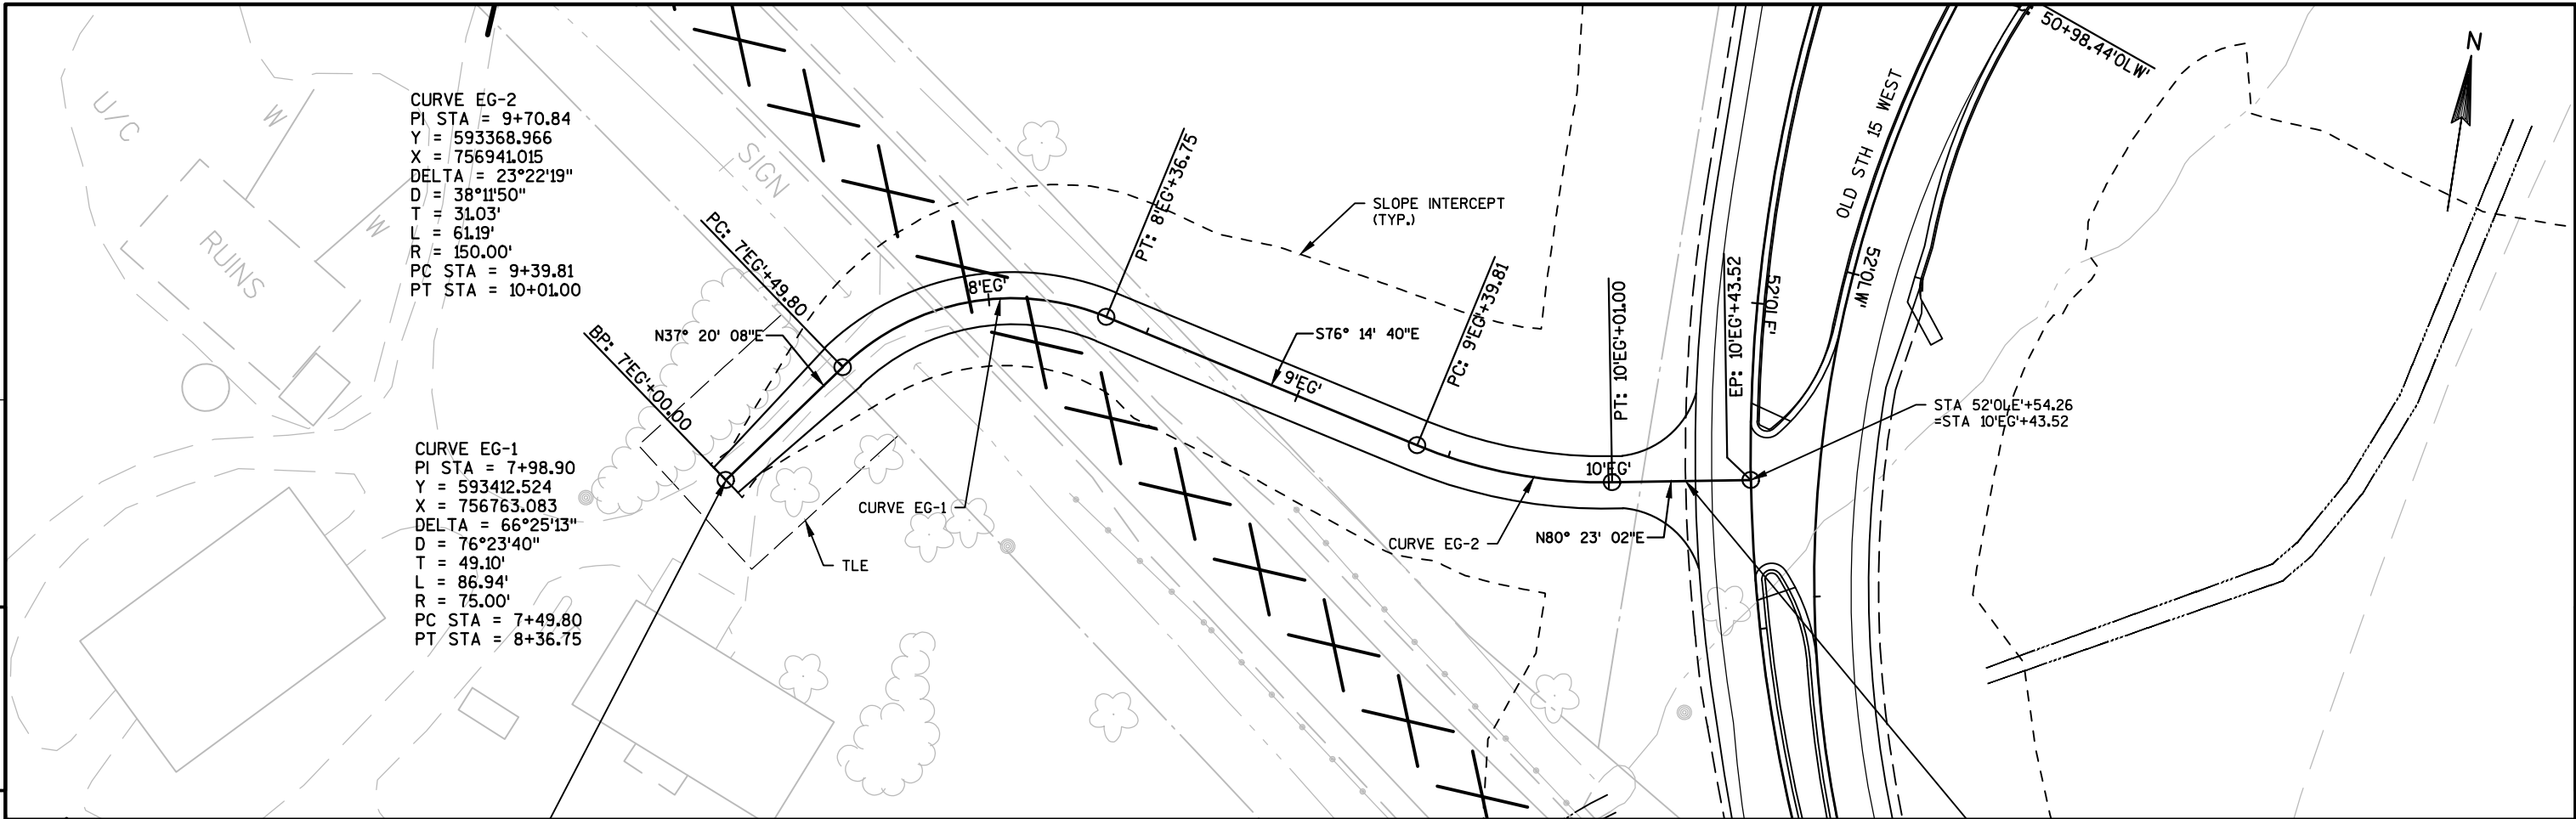 CURVE EG-2
PI STA = 9+70.84
Y = 593368.966
X = 756941.015
DELTA = 23°22'19"
D = 38°11'50"
T = 31.03'
L = 61.19'
R = 150.00'
PC STA = 9+39.81
PT STA = 10+01.00
CURVE EG-1
PI STA = 7+98.90
Y = 593412.524
X = 756763.083
DELTA = 66°25'13"
D = 76°23'40"
T = 49.10'
L = 86.94'
R = 75.00'
PC STA = 7+49.80
PT STA = 8+36.75
U/C
W
W
RUINS
SIGN
BP: 7'EG'+00.00
N37° 20' 08"E
PC: 7'EG'+49.80
8'EG'
PT: 8'EG'+36.75
SLOPE INTERCEPT
(TYP.)
S76° 14' 40"E
9'EG'
PC: 9'EG'+39.81
PT: 10'EG'+01.00
10'EG'
EP: 10'EG'+43.52
52'OLE'
52'OLW'
OLD STH 15 WEST
50+98.44'OLW'
N
STA 52'OLE'+54.26
=STA 10'EG'+43.52
CURVE EG-1
TLE
CURVE EG-2
N80° 23' 02"E